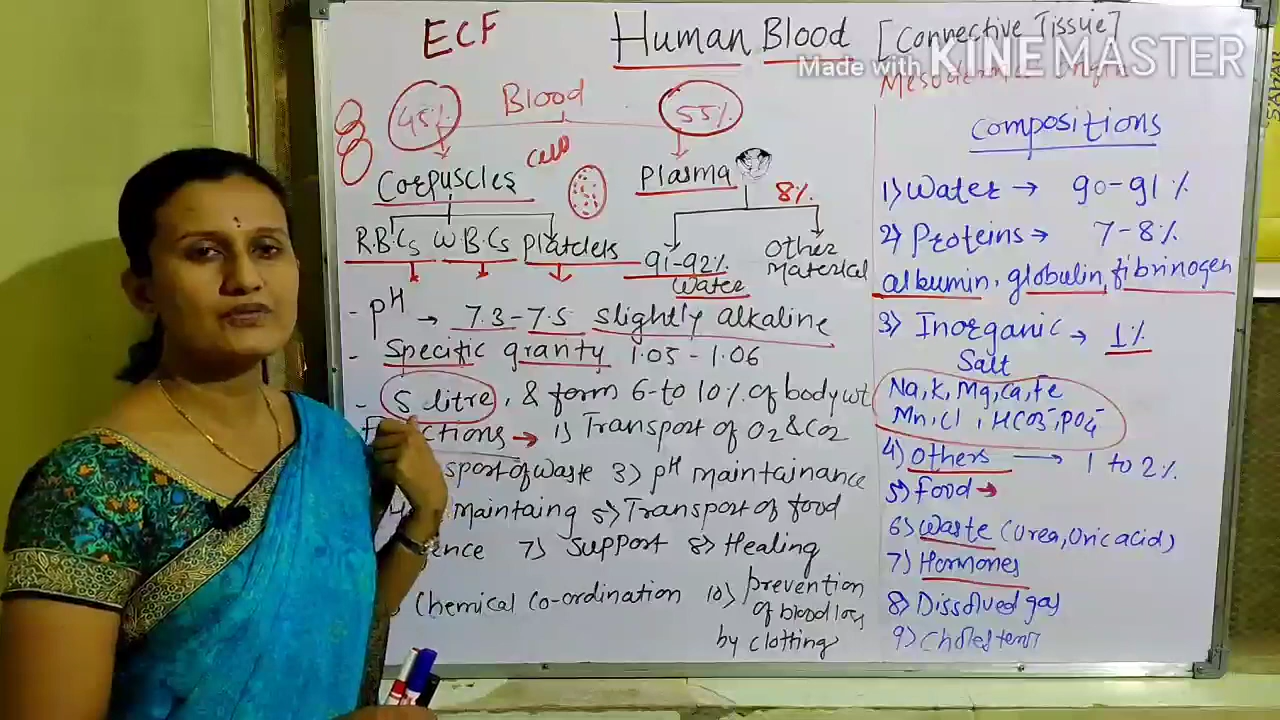 ECF
Human Blood [Connective Tissue]
Made with KINEMASTER
45% Blood 55%
Cell
Corpuscles
Plasma
8%
R.B.Cs W.B.Cs Platelets
91-92% Water
other material
- pH → 7.3-7.5 slightly alkaline
- Specific granty 1.05 - 1.06
- 5 litre, & form 6-to 10% of body wt
→ 1) Transport of O2 & CO2
sport of waste 3) pH maintainance
maintaing 5) Transport of food
ence 7) Support 8) Healing
Chemical Co-ordination 10) prevention
of blood loss
by clotting
Compositions
1) Water → 90-91%
2) Proteins → 7-8%
albumin, globulin, fibrinogen
3) Inorganic → 1%
Salt
Na, K, Mg, Ca, Fe
Mn, Cl, HCO3-, PO4-
4) Others → 1 to 2%
5) Food →
6) Waste (Urea, Uric acid)
7) Hormones
8) Dissolved gas
9)